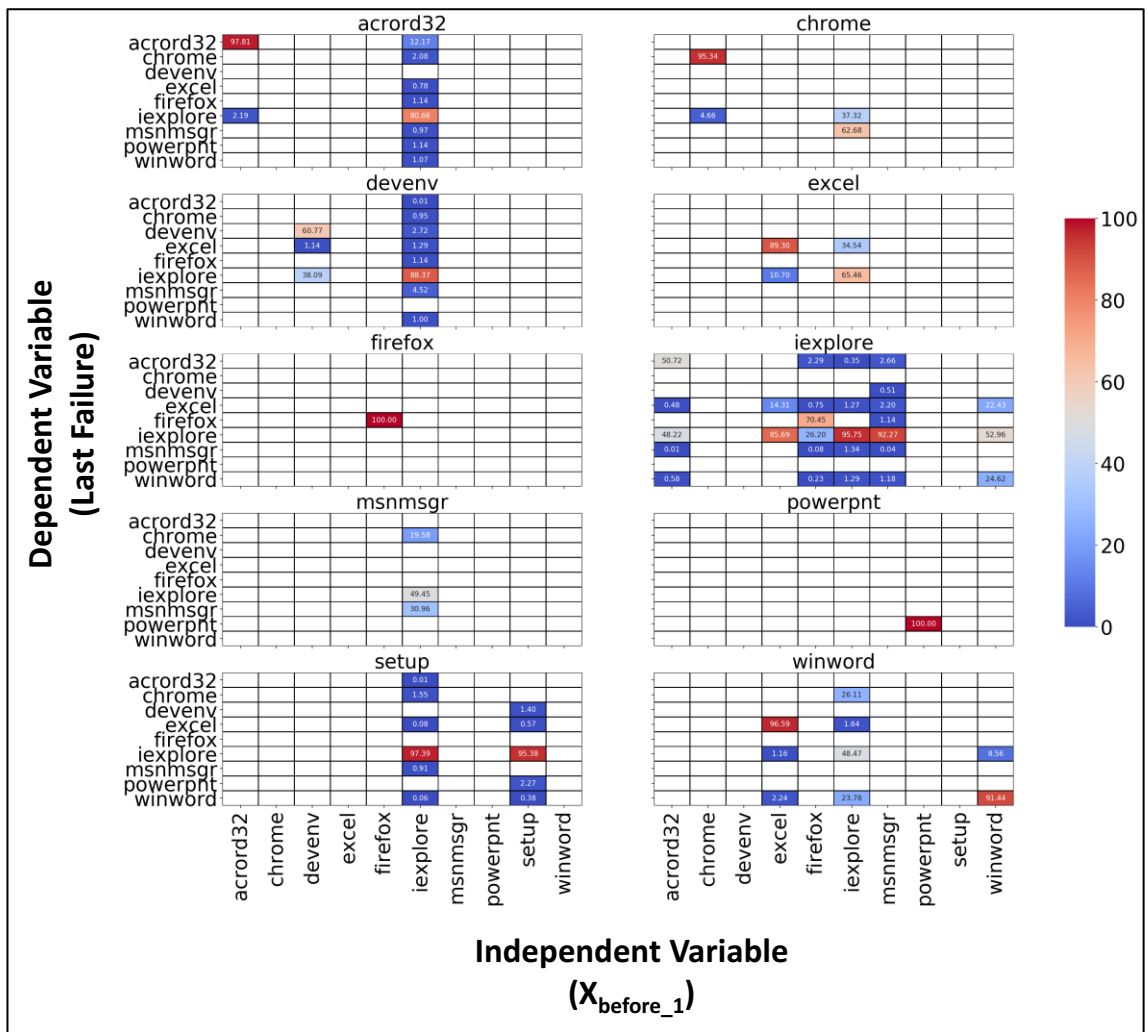 acrord32
chrome
acrord32 97.81 12.17
chrome 2.08 95.34
devenv
excel 0.78
firefox 1.14
iexplore 2.19 80.66 4.66 37.32
msnmsgr 0.97 62.68
powerpnt 1.14
winword 1.07
devenv
excel
acrord32 0.01
chrome 0.95
devenv 60.77 2.72
excel 1.14 1.29 89.30 34.54
firefox 1.14
iexplore 38.09 88.37 10.70 65.46
msnmsgr 4.52
powerpnt
winword 1.00
firefox
iexplore
acrord32 50.72 2.29 0.35 2.66
chrome
devenv 0.51
excel 0.48 14.31 0.75 1.27 2.20 22.43
firefox 100.00 70.45 1.14
iexplore 48.22 85.69 26.20 95.75 92.27 52.96
msnmsgr 0.01 0.08 1.34 0.04
powerpnt
winword 0.58 0.23 1.29 1.18 24.62
msnmsgr
powerpnt
acrord32
chrome 19.58
devenv
excel
firefox
iexplore 49.45
msnmsgr 30.96
powerpnt 100.00
winword
setup
winword
acrord32 0.01
chrome 1.55 26.11
devenv 1.40
excel 0.08 0.57 96.59 1.64
firefox
iexplore 97.39 95.38 1.16 48.47 8.56
msnmsgr 0.91
powerpnt 2.27
winword 0.06 0.38 2.24 23.78 91.44
acrord32
chrome
devenv
excel
firefox
iexplore
msnmsgr
powerpnt
setup
winword
acrord32
chrome
devenv
excel
firefox
iexplore
msnmsgr
powerpnt
setup
winword
100
80
60
40
20
0
Dependent Variable
(Last Failure)
Independent Variable
(X_before_1)